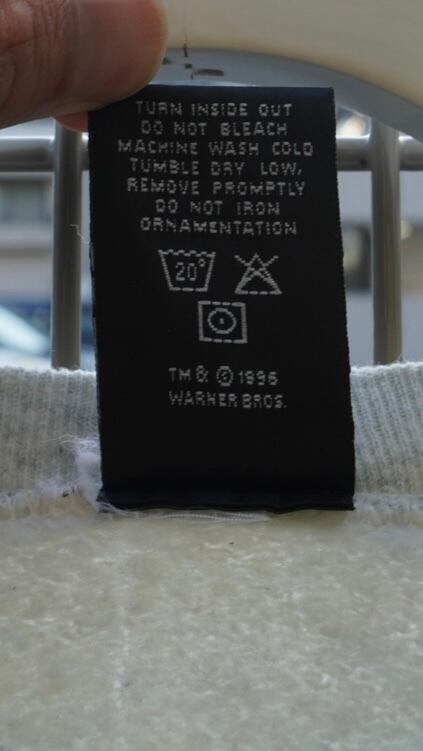 TURN INSIDE OUT
DO NOT BLEACH
MACHINE WASH COLD
TUMBLE DRY LOW,
REMOVE PROMPTLY
DO NOT IRON
ORNAMENTATION
20°
TM & © 1996
WARNER BROS.